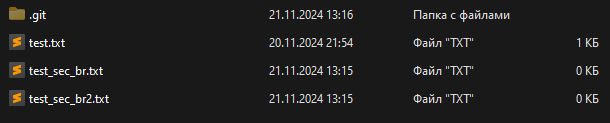 .git 21.11.2024 13:16 Папка с файлами
test.txt 20.11.2024 21:54 Файл "TXT" 1 КБ
test_sec_br.txt 21.11.2024 13:15 Файл "TXT" 0 КБ
test_sec_br2.txt 21.11.2024 13:15 Файл "TXT" 0 КБ